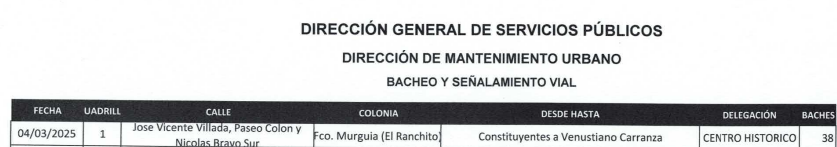 DIRECCIÓN GENERAL DE SERVICIOS PÚBLICOS
DIRECCIÓN DE MANTENIMIENTO URBANO
BACHEO Y SEÑALAMIENTO VIAL
FECHA UADRILL CALLE COLONIA DESDE HASTA DELEGACIÓN BACHES
04/03/2025 1 Jose Vicente Villada, Paseo Colon y Fco. Murguia (El Ranchito) Constituyentes a Venustiano Carranza CENTRO HISTORICO 38
Nicolas Bravo Sur